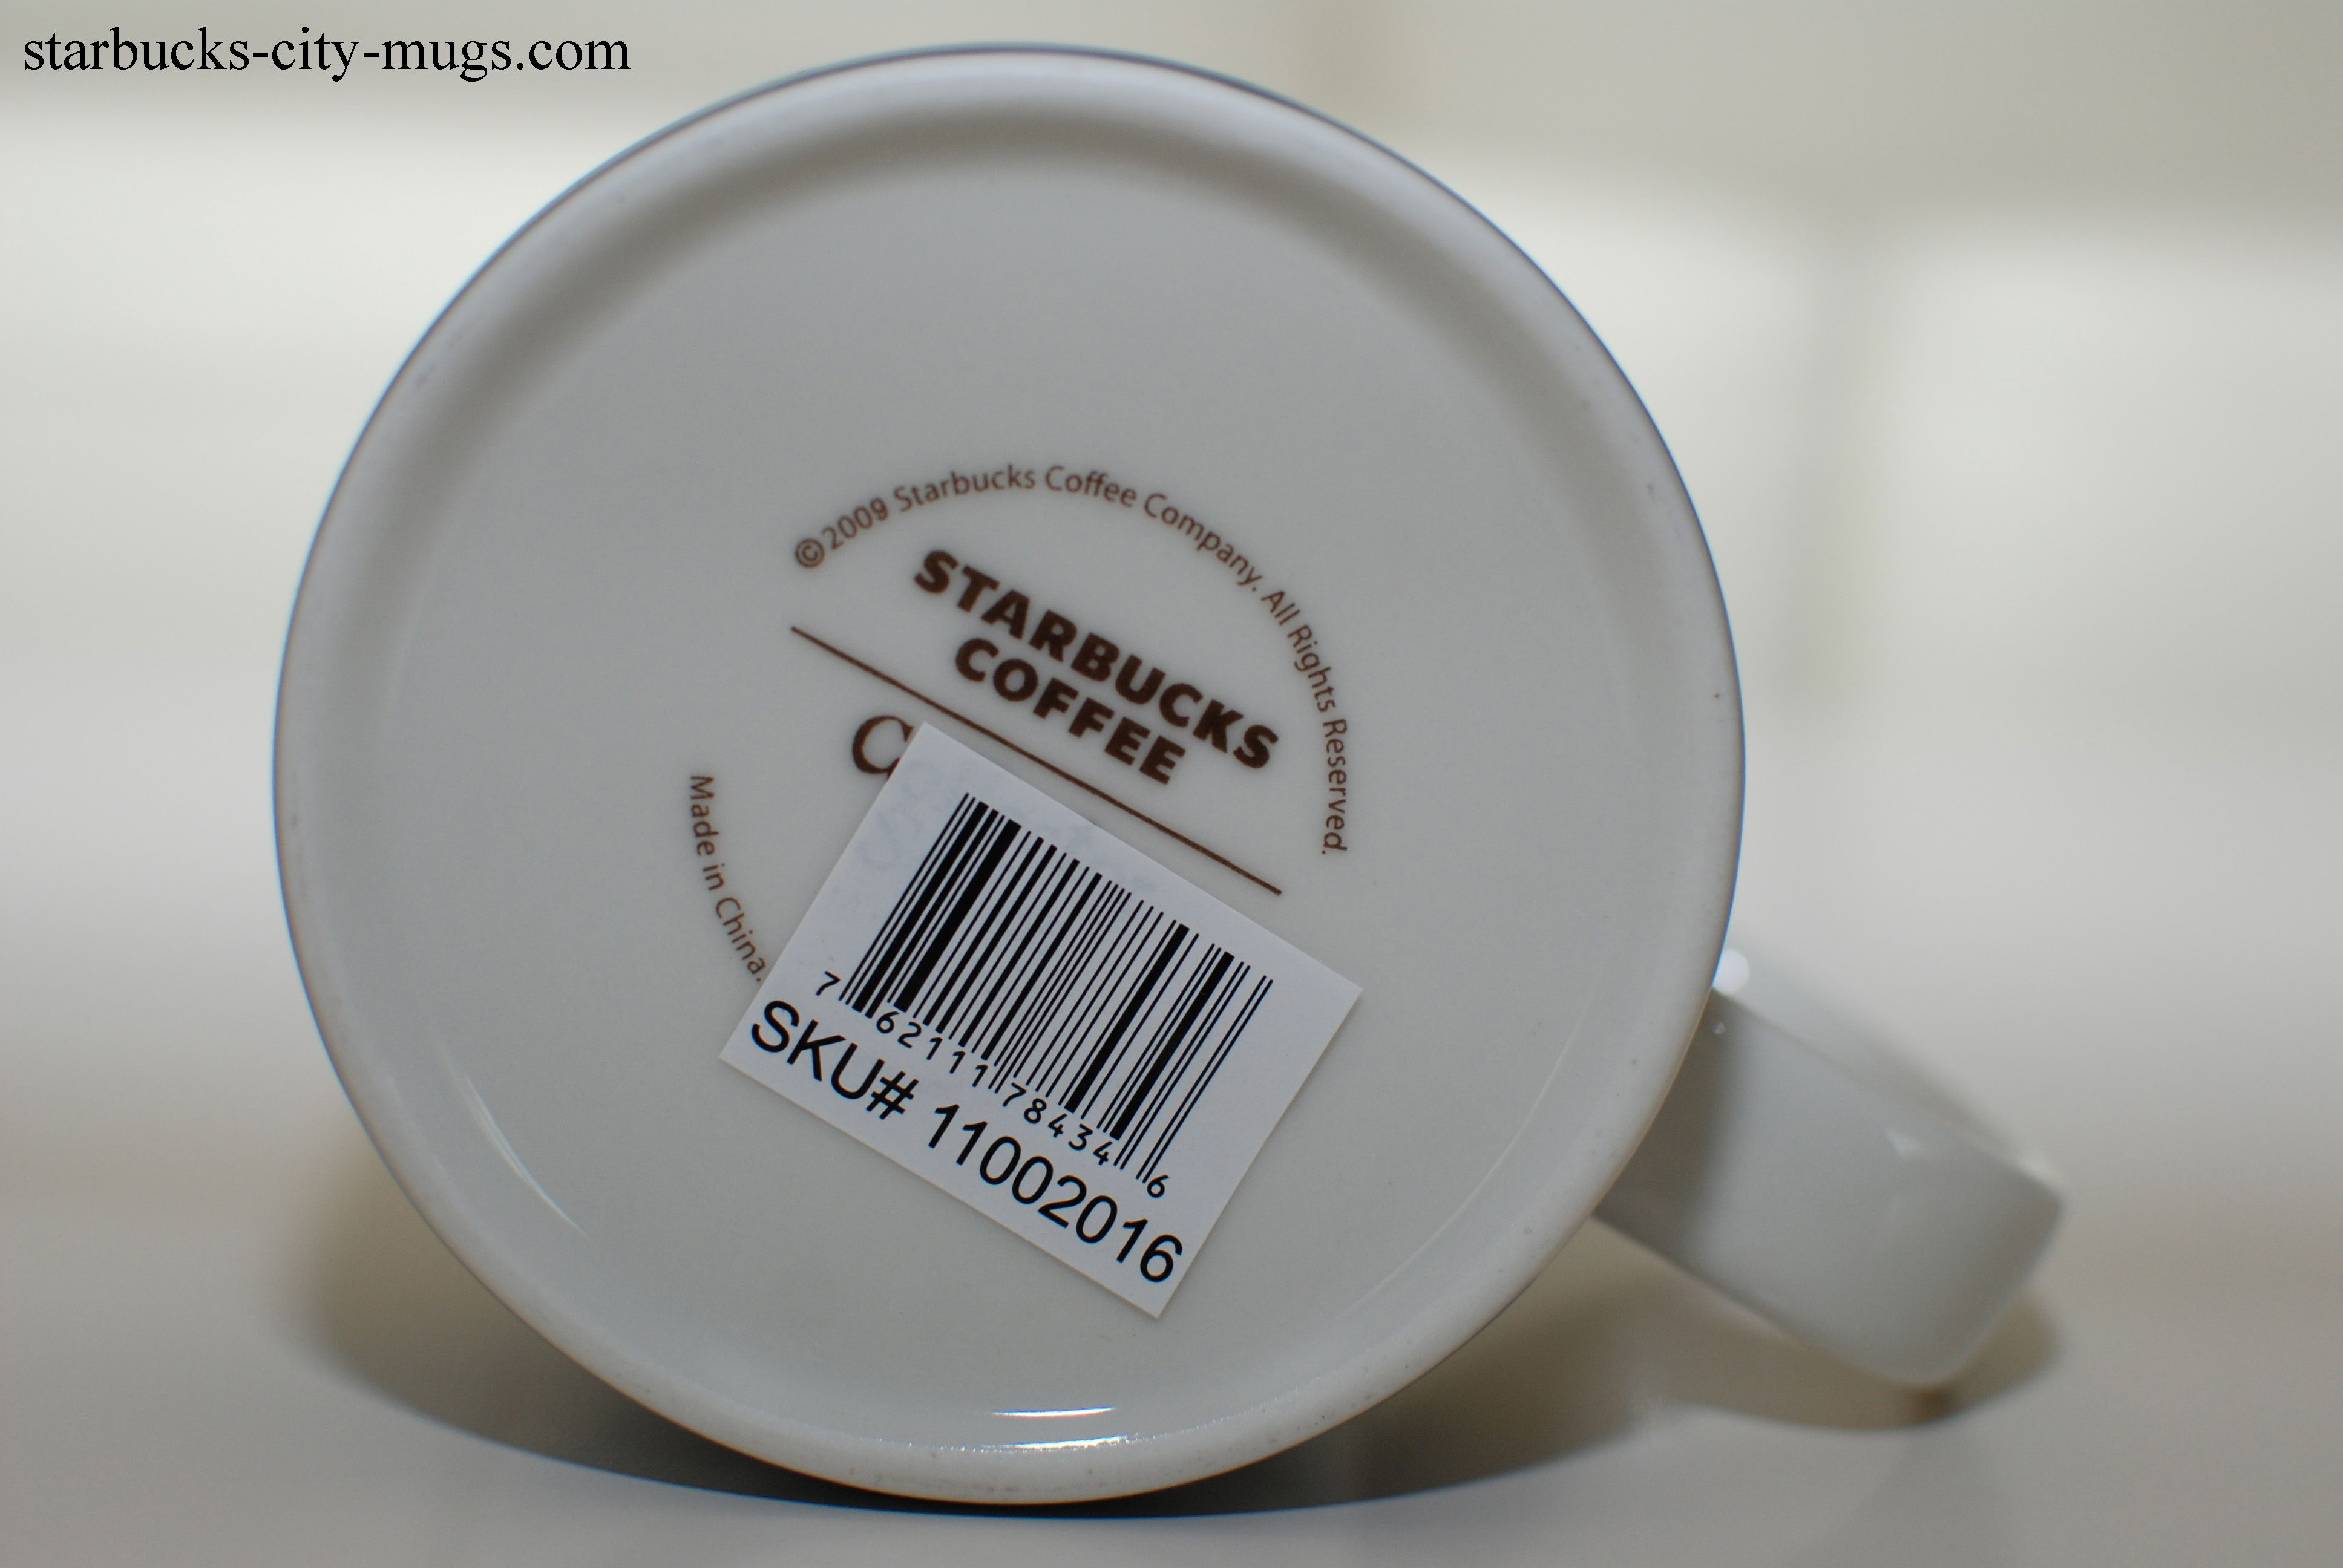 starbucks-city-mugs.com
©2009 Starbucks Coffee Company. All Rights Reserved.
STARBUCKS
COFFEE
Made in China.
7 62111 78434 6
SKU# 11002016